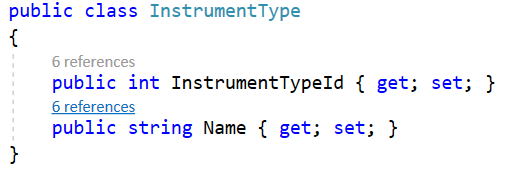 public class InstrumentType
{
6 references
public int InstrumentTypeId { get; set; }
6 references
public string Name { get; set; }
}